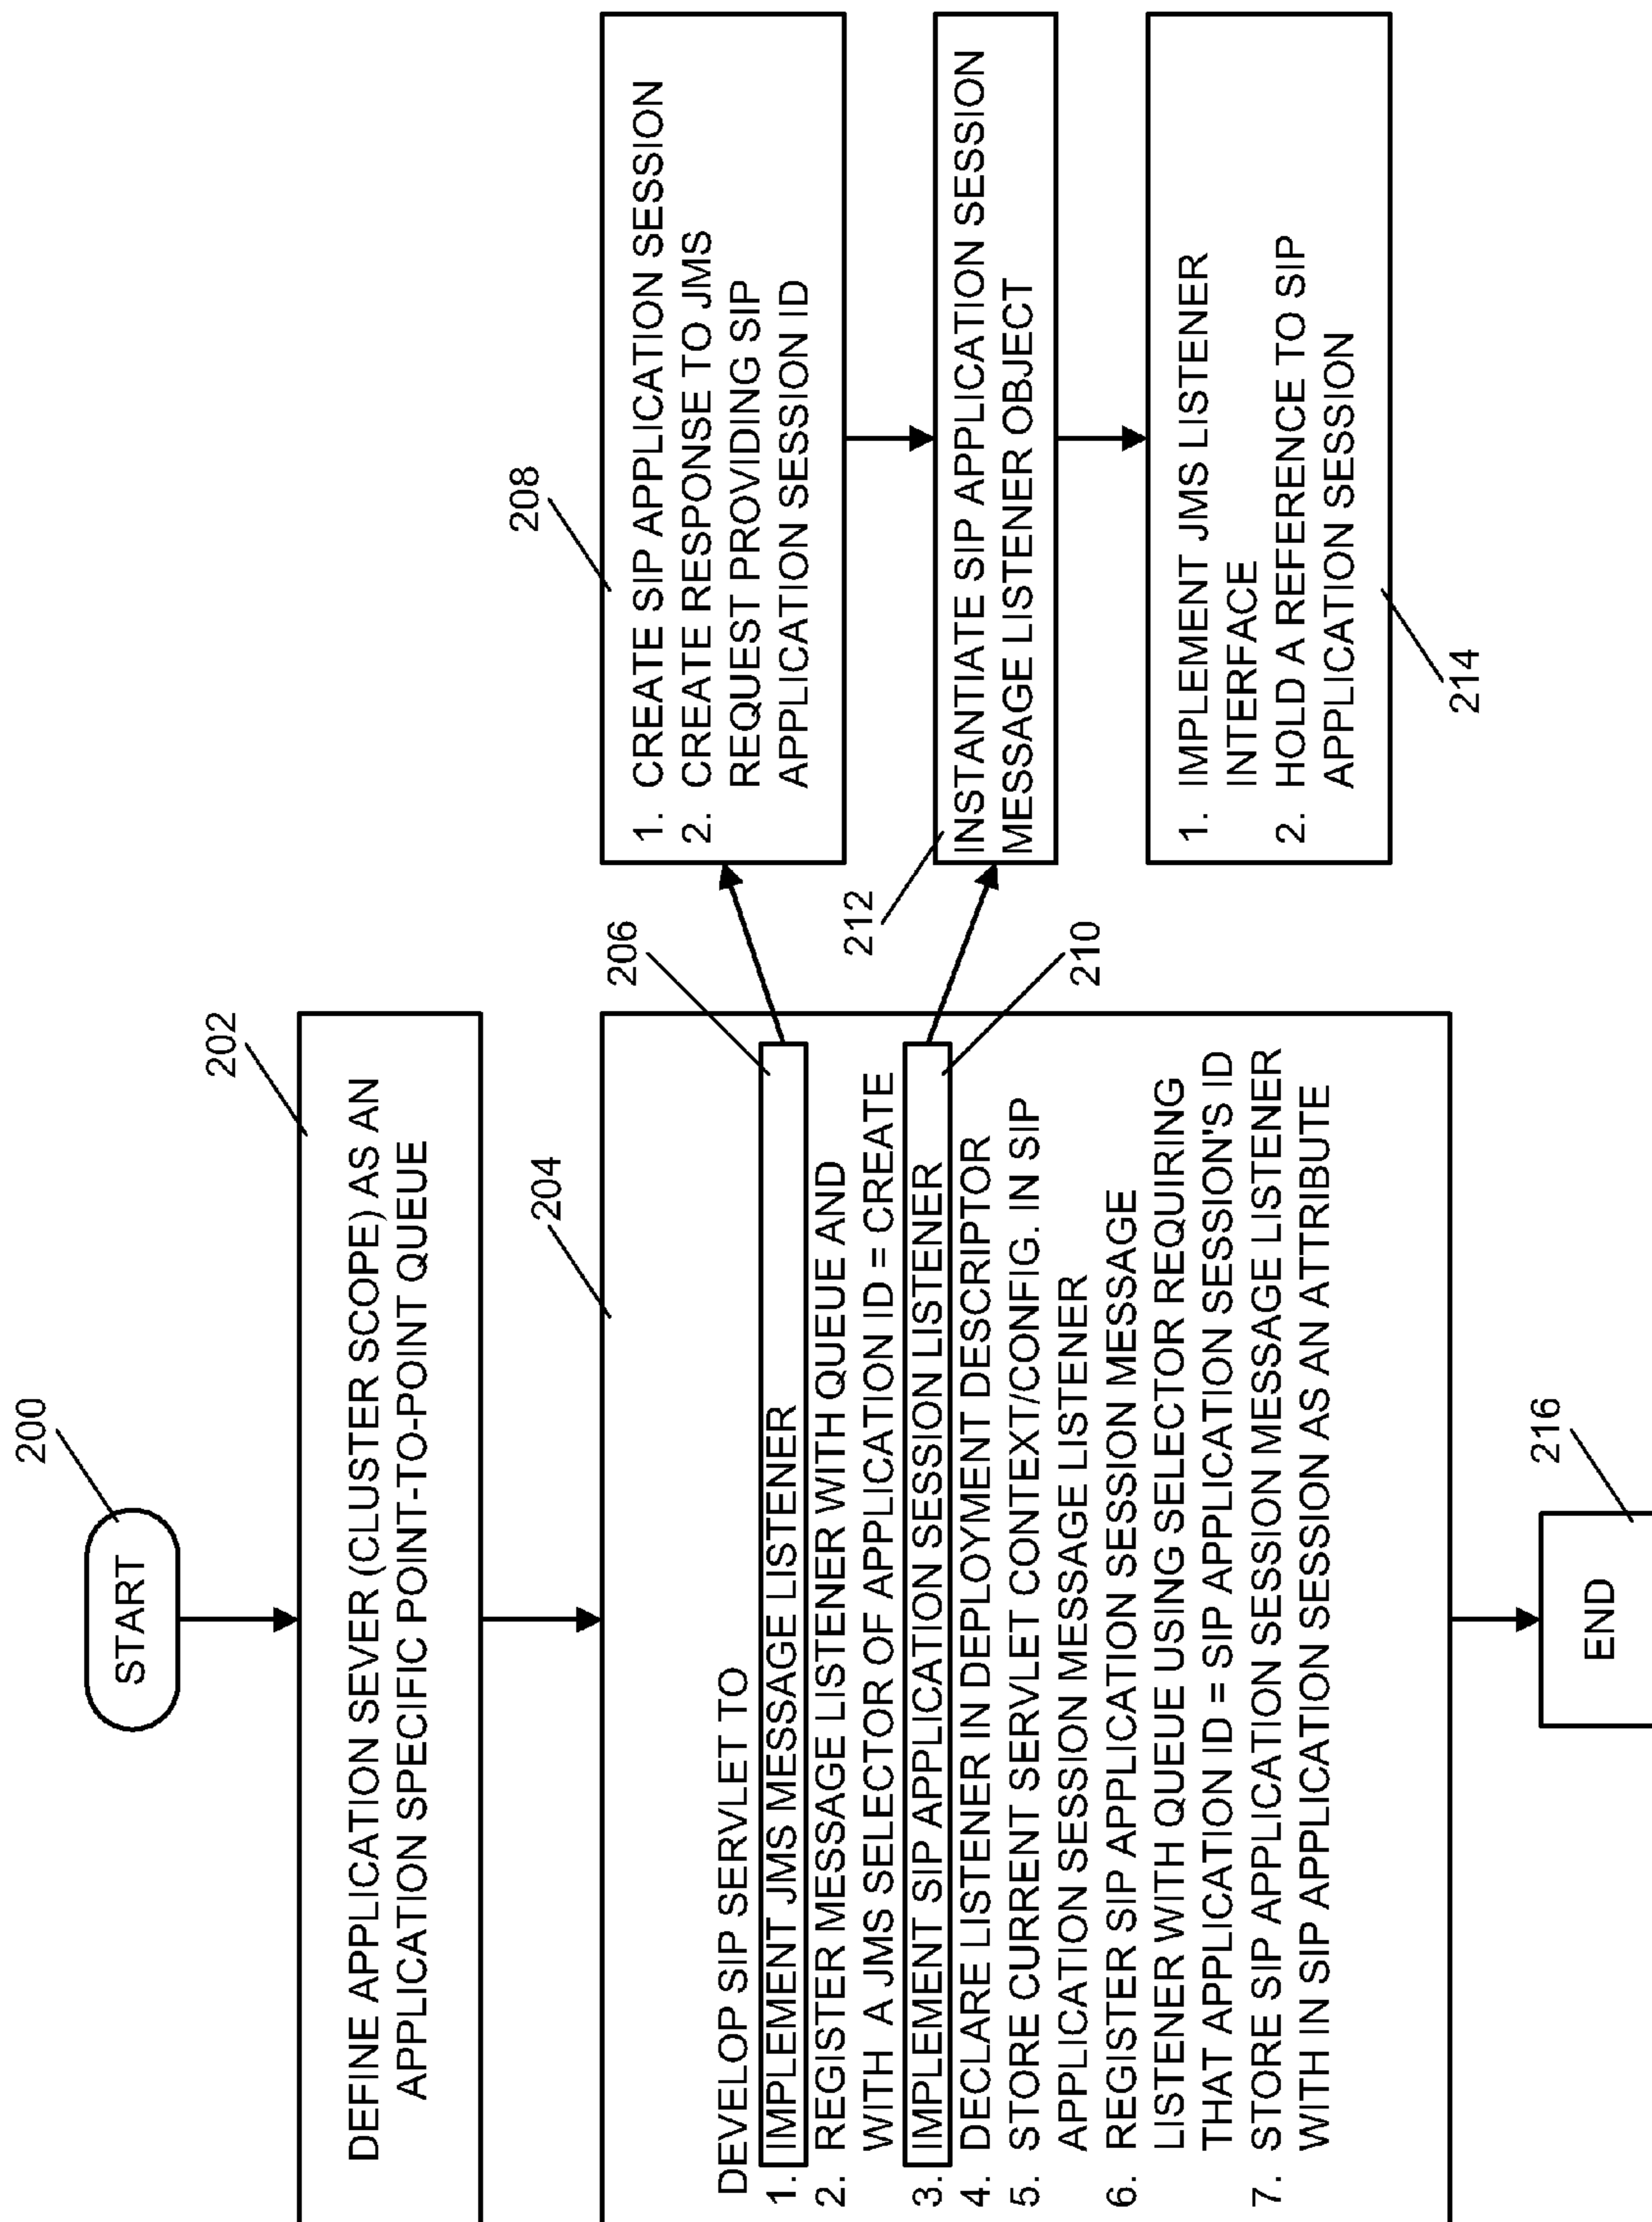 200
START
202
DEFINE APPLICATION SEVER (CLUSTER SCOPE) AS AN
APPLICATION SPECIFIC POINT-TO-POINT QUEUE
204
DEVELOP SIP SERVLET TO
1. IMPLEMENT JMS MESSAGE LISTENER
2. REGISTER MESSAGE LISTENER WITH QUEUE AND
WITH A JMS SELECTOR OF APPLICATION ID = CREATE
3. IMPLEMENT SIP APPLICATION SESSION LISTENER
4. DECLARE LISTENER IN DEPLOYMENT DESCRIPTOR
5. STORE CURRENT SERVLET CONTEXT/CONFIG. IN SIP
APPLICATION SESSION MESSAGE LISTENER
6. REGISTER SIP APPLICATION SESSION MESSAGE
LISTENER WITH QUEUE USING SELECTOR REQUIRING
THAT APPLICATION ID = SIP APPLICATION SESSION'S ID
7. STORE SIP APPLICATION SESSION MESSAGE LISTENER
WITH IN SIP APPLICATION SESSION AS AN ATTRIBUTE
206
210
208
1. CREATE SIP APPLICATION SESSION
2. CREATE RESPONSE TO JMS
REQUEST PROVIDING SIP
APPLICATION SESSION ID
212
INSTANTIATE SIP APPLICATION SESSION
MESSAGE LISTENER OBJECT
1. IMPLEMENT JMS LISTENER
INTERFACE
2. HOLD A REFERENCE TO SIP
APPLICATION SESSION
214
216
END